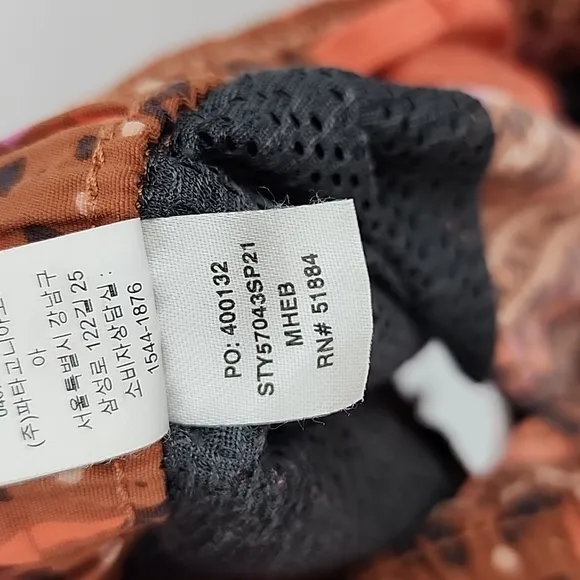 (주)파타고니아코리
아
서울특별시 강남구
삼성로 122길 25
소비자상담실 :
1544-1876
PO: 400132
STY57043SP21
MHEB
RN# 51884